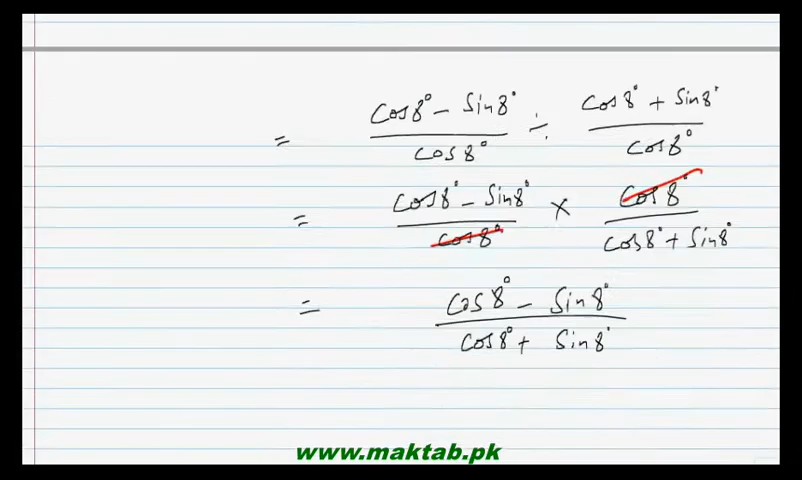 = (Cos8° - Sin8°)/(Cos8°) ÷ (Cos8° + Sin8°)/(Cos8°)
= (Cos8° - Sin8°)/(Cos8°) × (Cos8°)/(Cos8° + Sin8°)
= (Cos8° - Sin8°)/(Cos8° + Sin8°)
www.maktab.pk